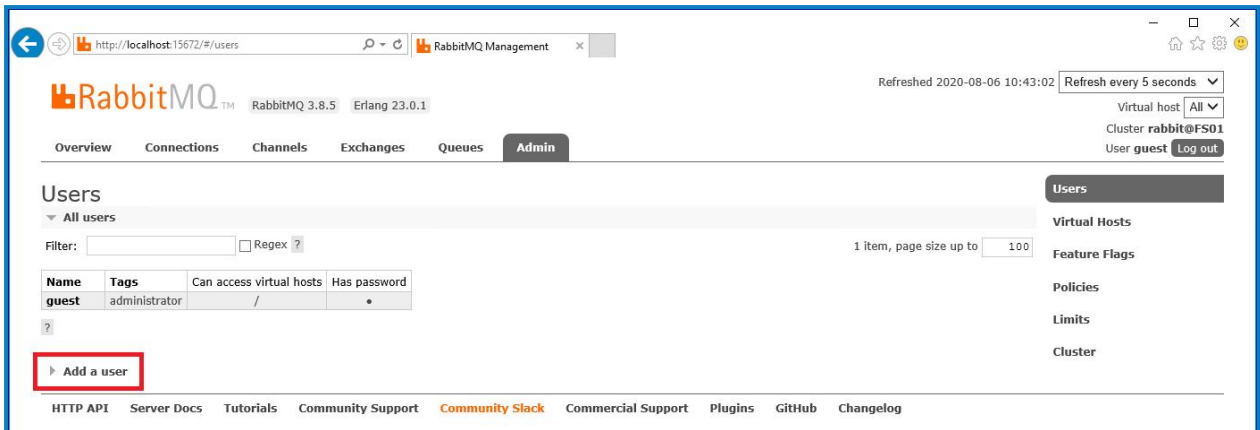 http://localhost:15672/#/users
RabbitMQ Management
RabbitMQ TM
RabbitMQ 3.8.5 Erlang 23.0.1
Refreshed 2020-08-06 10:43:02 Refresh every 5 seconds
Virtual host All
Cluster rabbit@FS01
User guest Log out
Overview Connections Channels Exchanges Queues Admin
Users
All users
Filter: Regex ?
1 item, page size up to 100
Name Tags Can access virtual hosts Has password
guest administrator / •
?
Add a user
Users
Virtual Hosts
Feature Flags
Policies
Limits
Cluster
HTTP API Server Docs Tutorials Community Support Community Slack Commercial Support Plugins GitHub Changelog